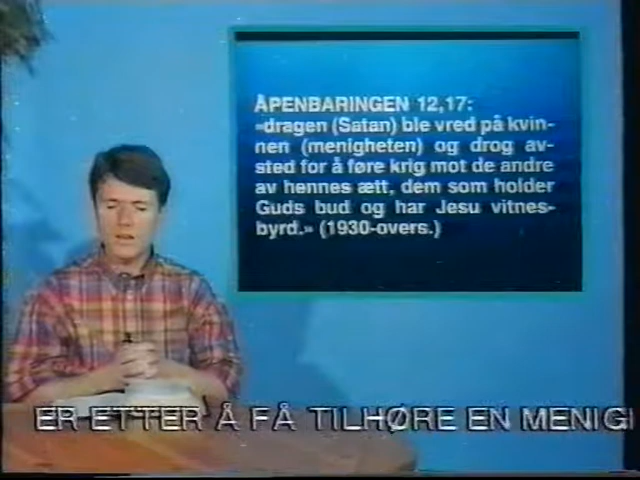 ÅPENBARINGEN 12,17:
«dragen (Satan) ble vred på kvin-
nen (menigheten) og drog av-
sted for å føre krig mot de andre
av hennes ætt, dem som holder
Guds bud og har Jesu vitnes-
byrd.» (1930-overs.)
ER ETTER Å FÅ TILHØRE EN MENIGI